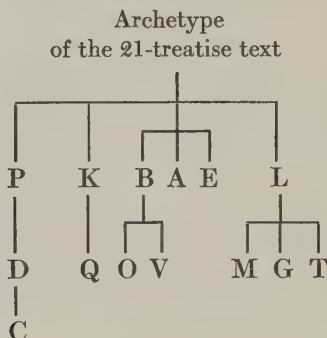 Archetype
of the 21-treatise text
P K B A E L
D Q O V M G T
C